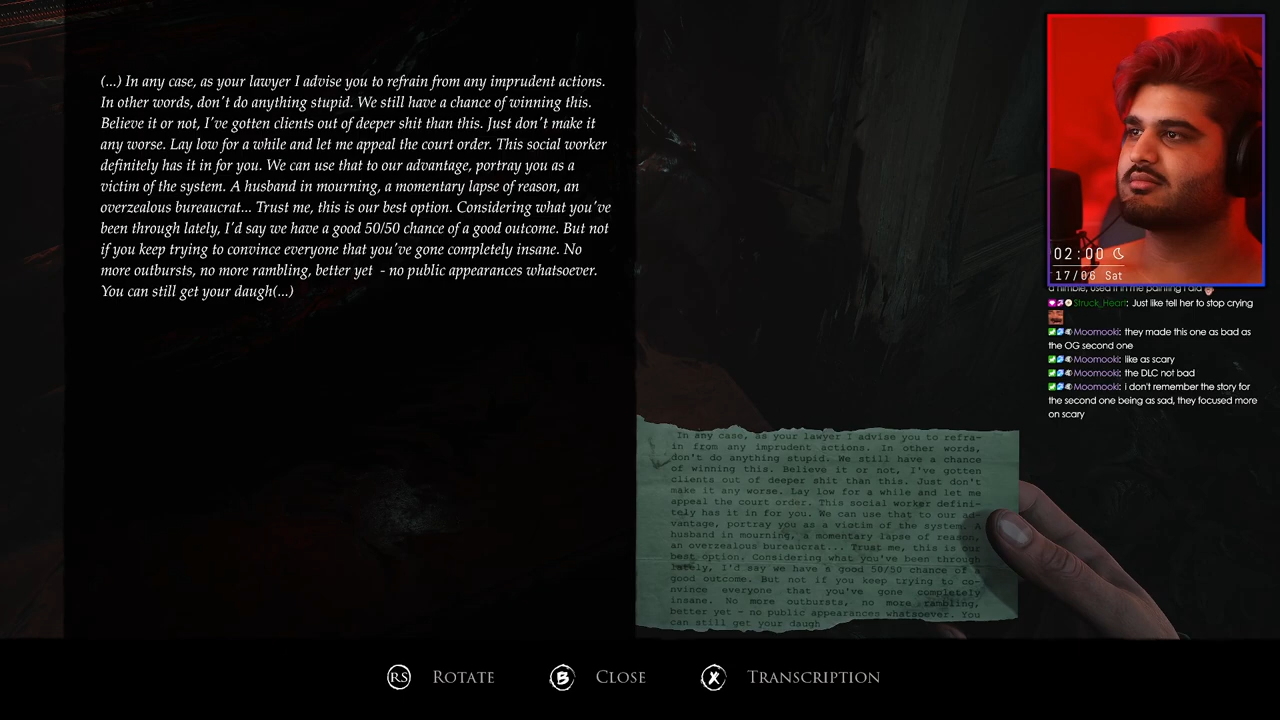 (...) In any case, as your lawyer I advise you to refrain from any imprudent actions.
In other words, don't do anything stupid. We still have a chance of winning this.
Believe it or not, I've gotten clients out of deeper shit than this. Just don't make it
any worse. Lay low for a while and let me appeal the court order. This social worker
definitely has it in for you. We can use that to our advantage, portray you as a
victim of the system. A husband in mourning, a momentary lapse of reason, an
overzealous bureaucrat... Trust me, this is our best option. Considering what you've
been through lately, I'd say we have a good 50/50 chance of a good outcome. But not
if you keep trying to convince everyone that you've gone completely insane. No
more outbursts, no more rambling, better yet  - no public appearances whatsoever.
You can still get your daugh(...)
02:00
17/06 Sat
Struck_Heart: Just like tell her to stop crying
Moomooki: they made this one as bad as
the OG second one
Moomooki: like as scary
Moomooki: the DLC not bad
Moomooki: i don't remember the story for
the second one being as sad, they focused more
on scary
In any case, as your lawyer I advise you to refra-
in from any imprudent actions. In other words,
don't do anything stupid. We still have a chance
of winning this. Believe it or not, I've gotten
clients out of deeper shit than this. Just don't
make it any worse. Lay low for a while and let me
appeal the court order. This social worker defini-
tely has it in for you. We can use that to our ad-
vantage, portray you as a victim of the system. A
husband in mourning, a momentary lapse of reason,
an overzealous bureaucrat... Trust me, this is our
best option. Considering what you've been through
lately, I'd say we have a good 50/50 chance of a
good outcome. But not if you keep trying to co-
nvince everyone that you've gone completely
insane. No more outbursts, no more rambling,
better yet - no public appearances whatsoever. You
can still get your daugh
RS ROTATE
B CLOSE
X TRANSCRIPTION